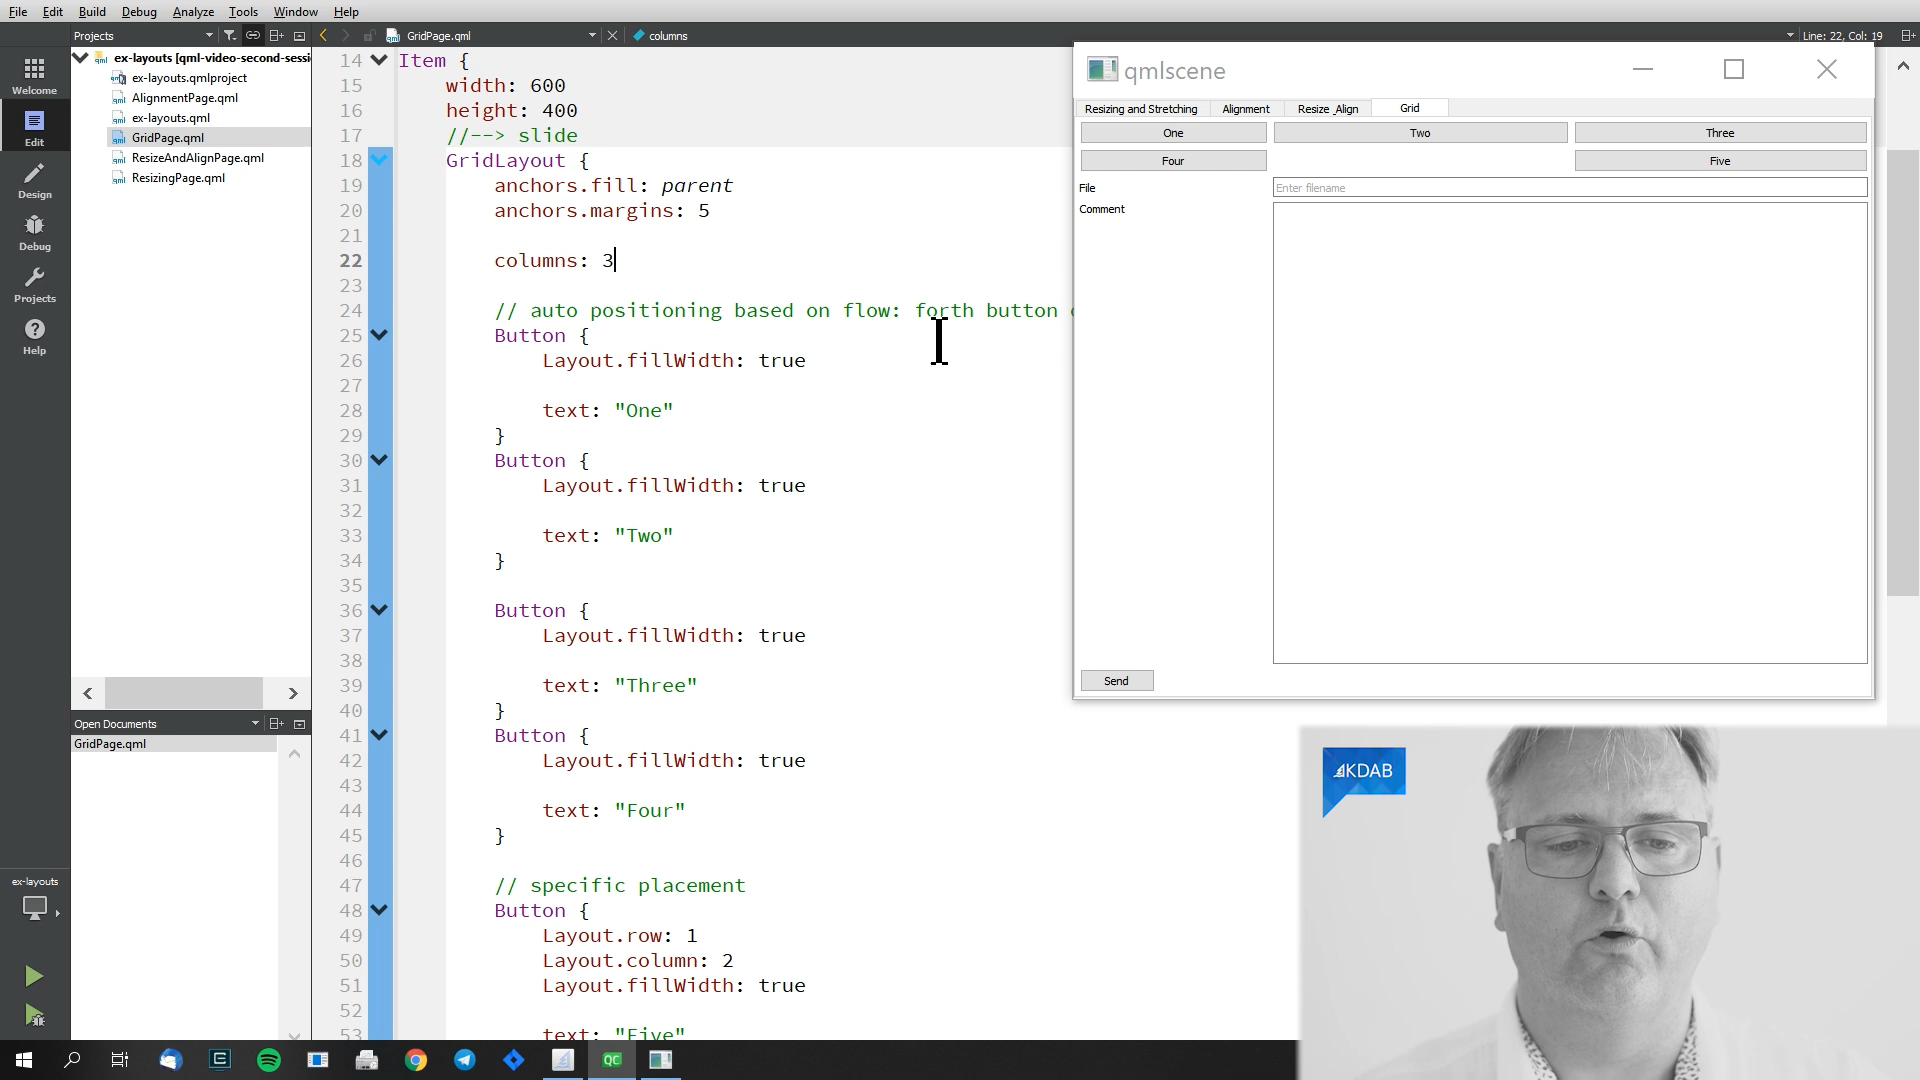 File Edit Build Debug Analyze Tools Window Help
Projects
GridPage.qml
columns
Line: 22, Col: 19
Welcome
Edit
Design
Debug
Projects
Help
ex-layouts [qml-video-second-sessi
ex-layouts.qmlproject
AlignmentPage.qml
ex-layouts.qml
GridPage.qml
ResizeAndAlignPage.qml
ResizingPage.qml
Open Documents
GridPage.qml
ex-layouts
14 Item {
15 width: 600
16 height: 400
17 //--> slide
18 GridLayout {
19 anchors.fill: parent
20 anchors.margins: 5
21
22 columns: 3
23
24 // auto positioning based on flow: forth button
25 Button {
26 Layout.fillWidth: true
27
28 text: "One"
29 }
30 Button {
31 Layout.fillWidth: true
32
33 text: "Two"
34 }
35
36 Button {
37 Layout.fillWidth: true
38
39 text: "Three"
40 }
41 Button {
42 Layout.fillWidth: true
43
44 text: "Four"
45 }
46
47 // specific placement
48 Button {
49 Layout.row: 1
50 Layout.column: 2
51 Layout.fillWidth: true
52
53 text: "Five"
qmlscene
Resizing and Stretching Alignment Resize_Align Grid
One Two Three
Four Five
File Enter filename
Comment
Send
KDAB
QC